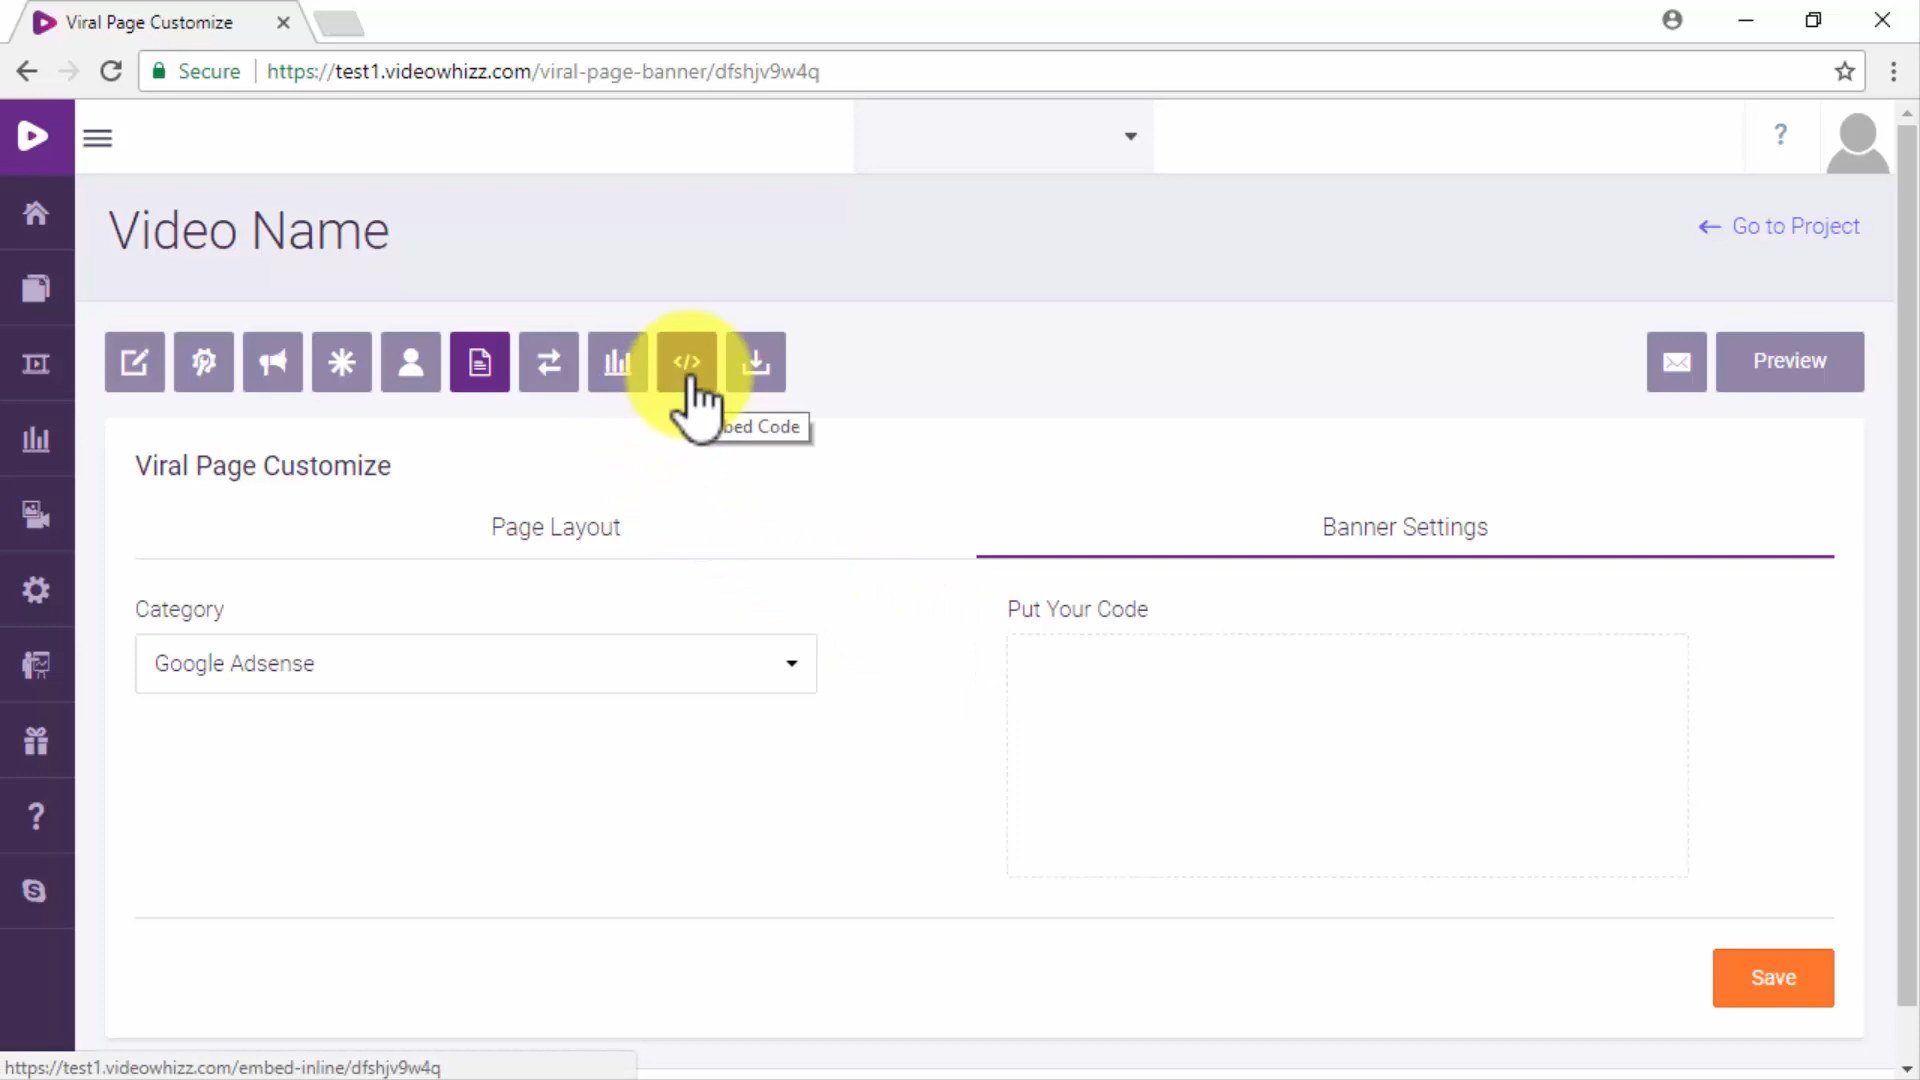 Viral Page Customize
Secure https://test1.videowhizz.com/viral-page-banner/dfshjv9w4q
?
Video Name
← Go to Project
</>
Preview
Code
Viral Page Customize
Page Layout
Banner Settings
Category
Put Your Code
Google Adsense
?
Save
https://test1.videowhizz.com/embed-inline/dfshjv9w4q